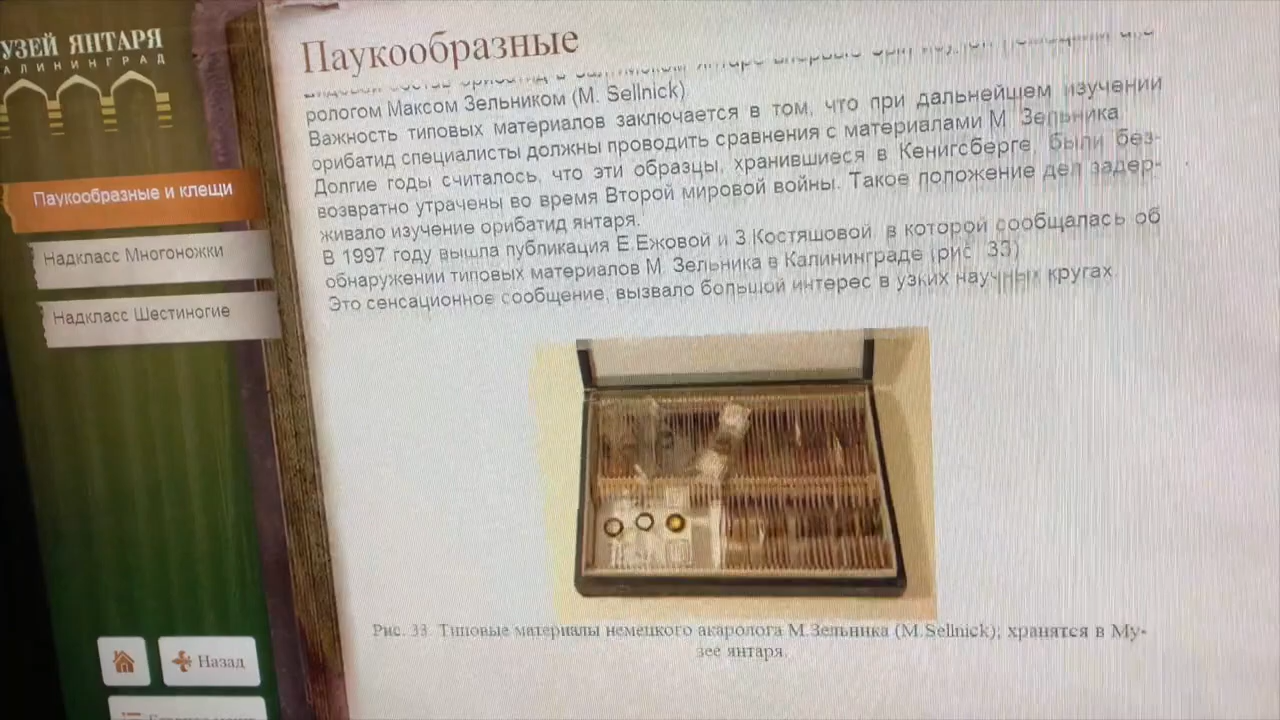 УЗЕЙ ЯНТАРЯ
АЛИНИНГРАД
Паукообразные и клещи
Надкласс Многоножки
Надкласс Шестиногие
Назад
Паукообразные
рологом Максом Зельником (M. Sellnick).
Важность типовых материалов заключается в том, что при дальнейшем изучении
орибатид специалисты должны проводить сравнения с материалами М. Зельника.
Долгие годы считалось, что эти образцы, хранившиеся в Кенигсберге, были без-
возвратно утрачены во время Второй мировой войны. Такое положение дел задер-
живало изучение орибатид янтаря.
В 1997 году вышла публикация Е.Ежовой и З.Костяшовой, в которой сообщалась об
обнаружении типовых материалов М. Зельника в Калининграде (рис. 33)
Это сенсационное сообщение, вызвало большой интерес в узких научных кругах.
Рис. 33. Типовые материалы немецкого акаролога М.Зельника (M.Sellnick); хранятся в Му-
зее янтаря.